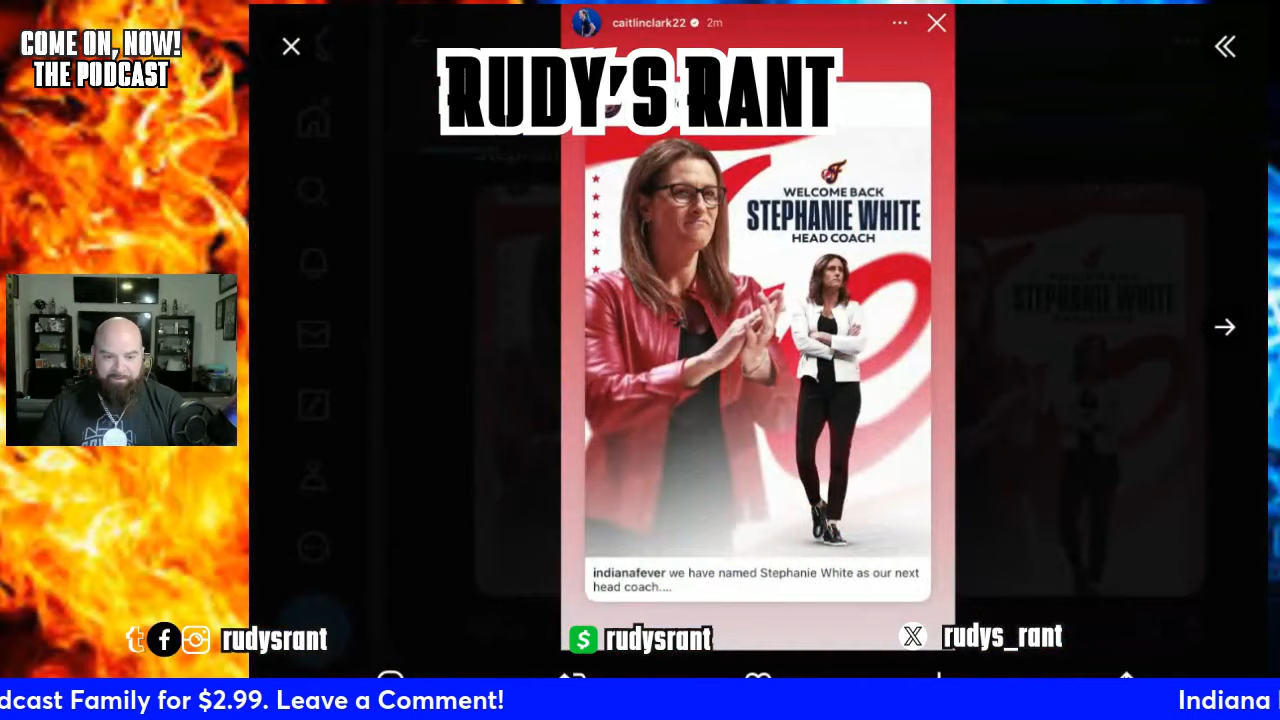 COME ON, NOW!
THE PODCAST
caitlinclark22 2m
RUDY'S RANT
WELCOME BACK
STEPHANIE WHITE
HEAD COACH
indianafever we have named Stephanie White as our next
head coach....
rudysrant
rudysrant
rudys_rant
dcast Family for $2.99. Leave a Comment!
Indiana